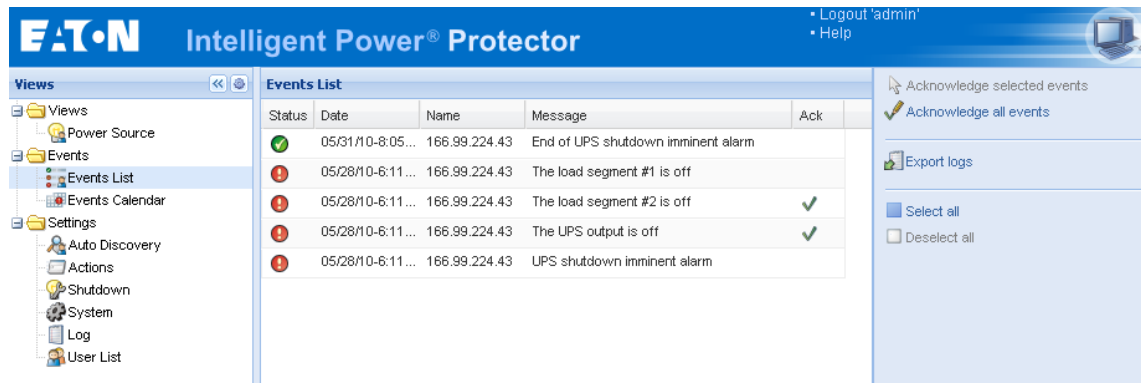 EATON Intelligent Power® Protector
• Logout 'admin'
• Help
Views
Views
Power Source
Events
Events List
Events Calendar
Settings
Auto Discovery
Actions
Shutdown
System
Log
User List
Events List
Status Date Name Message Ack
05/31/10-8:05... 166.99.224.43 End of UPS shutdown imminent alarm
05/28/10-6:11... 166.99.224.43 The load segment #1 is off
05/28/10-6:11... 166.99.224.43 The load segment #2 is off
05/28/10-6:11... 166.99.224.43 The UPS output is off
05/28/10-6:11... 166.99.224.43 UPS shutdown imminent alarm
Acknowledge selected events
Acknowledge all events
Export logs
Select all
Deselect all